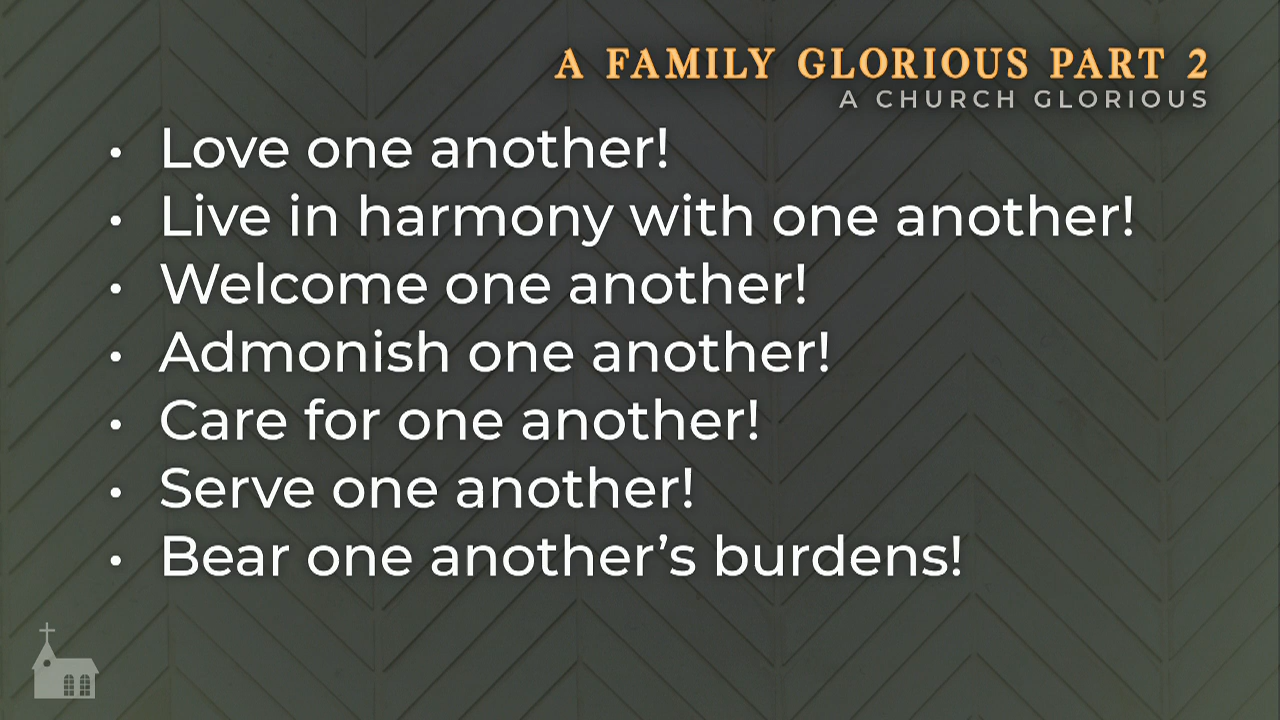 A FAMILY GLORIOUS PART 2
A CHURCH GLORIOUS
• Love one another!
• Live in harmony with one another!
• Welcome one another!
• Admonish one another!
• Care for one another!
• Serve one another!
• Bear one another’s burdens!